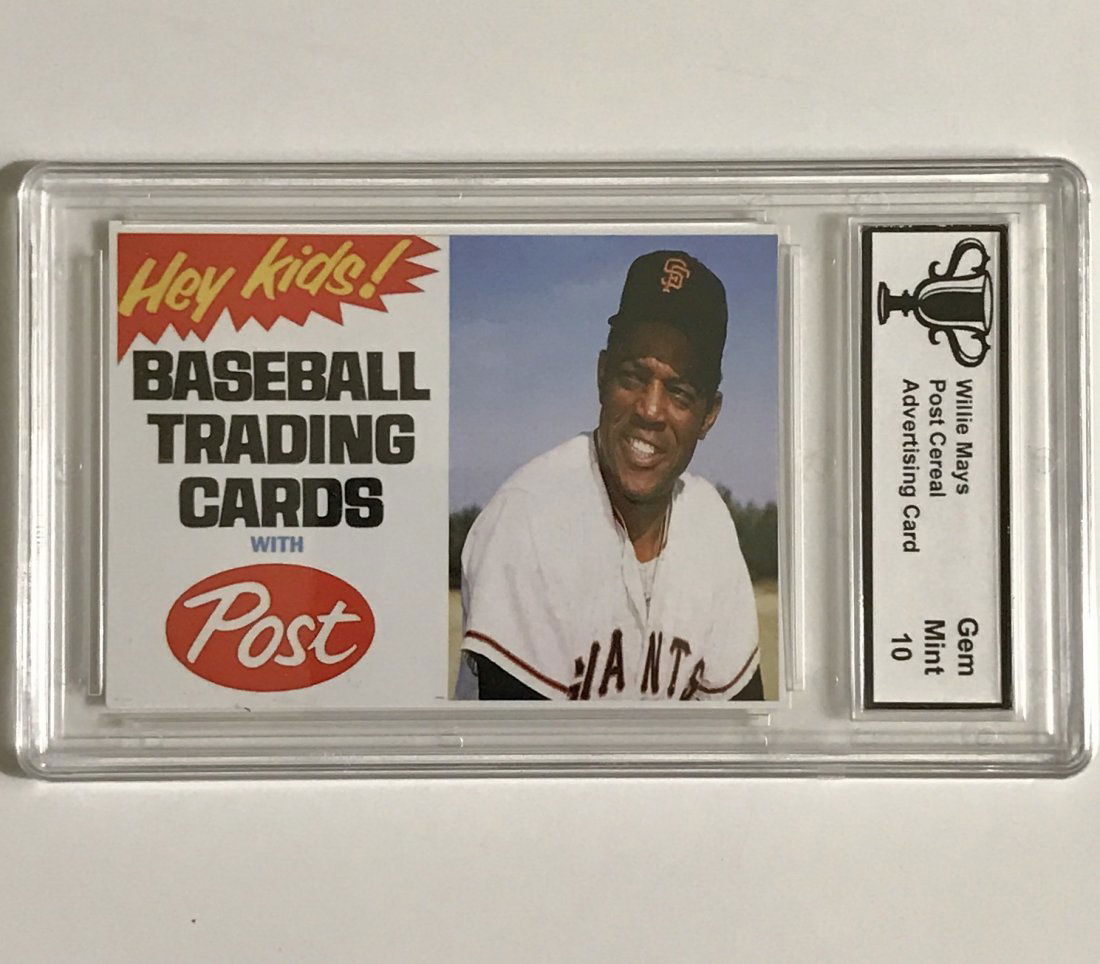 Hey Kids!
BASEBALL
TRADING
CARDS
WITH
Post
SF
GIANTS
Willie Mays
Post Cereal
Advertising Card
Gem
Mint
10